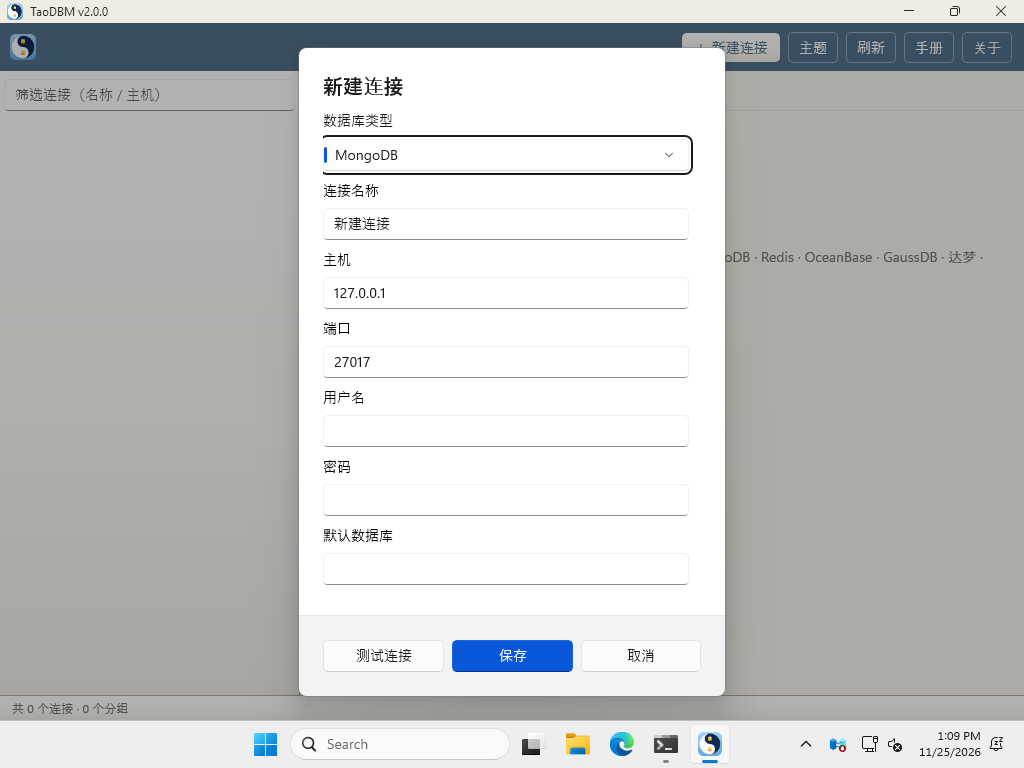 TaoDBM v2.0.0
新建连接
主题
刷新
手册
关于
筛选连接（名称 / 主机）
新建连接
数据库类型
MongoDB
连接名称
新建连接
主机
127.0.0.1
oDB · Redis · OceanBase · GaussDB · 达梦 ·
端口
27017
用户名
密码
默认数据库
测试连接
保存
取消
共 0 个连接 · 0 个分组
Search
1:09 PM
11/25/2026